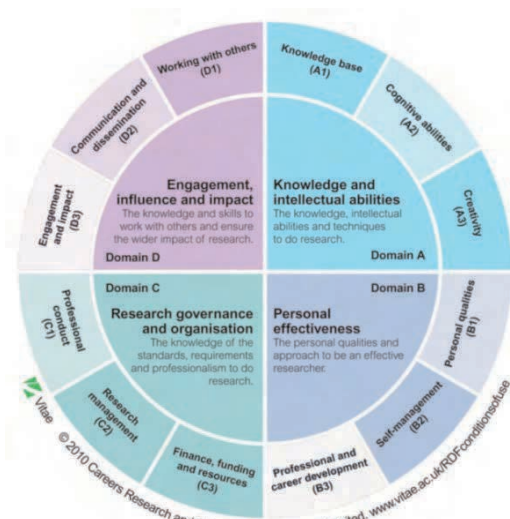 Working with others
(D1)
Communication and
dissemination
(D2)
Engagement
and impact
(D3)
Engagement,
influence and impact
The knowledge and skills to
work with others and ensure
the wider impact of research.
Domain D
Knowledge base
(A1)
Cognitive abilities
(A2)
Creativity
(A3)
Knowledge and
intellectual abilities
The knowledge, intellectual
abilities and techniques
to do research.
Domain A
Domain C
Research governance
and organisation
The knowledge of the
standards, requirements
and professionalism to do
research.
Professional
conduct
(C1)
Research
management
(C2)
Finance, funding
and resources
(C3)
Domain B
Personal
effectiveness
The personal qualities and
approach to be an effective
researcher.
Personal qualities
(B1)
Self-management
(B2)
Professional and
career development
(B3)
Vitae
© 2010 Careers Research and
www.vitae.ac.uk/RDFconditionsofuse